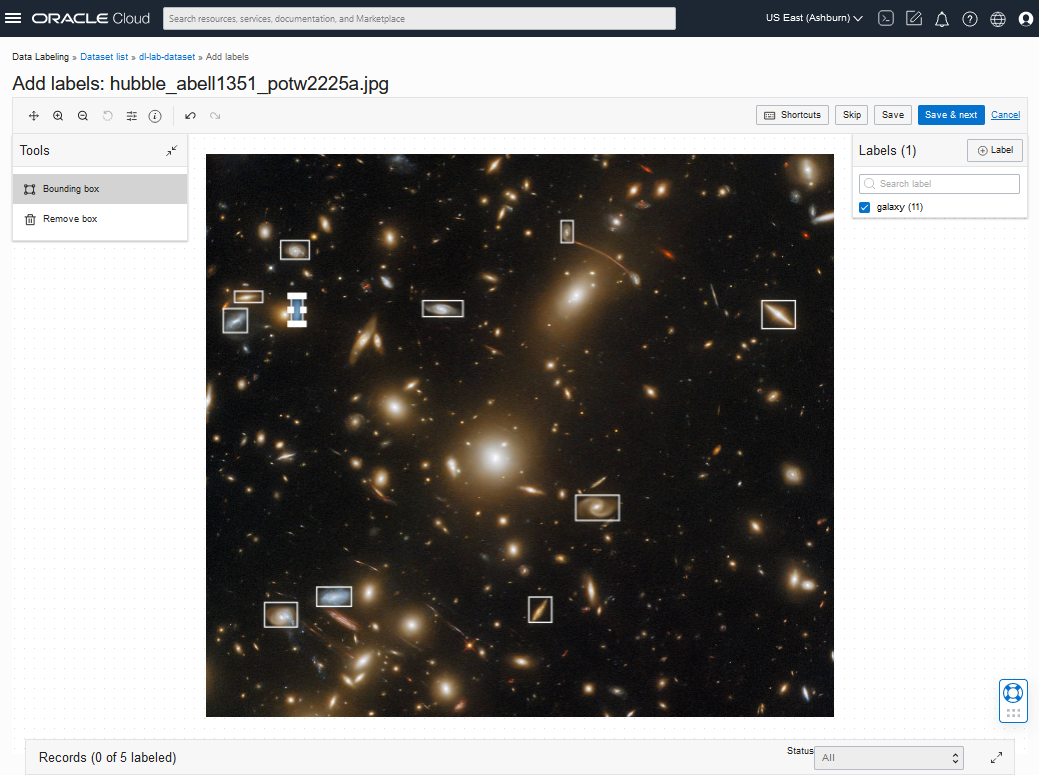 ORACLE Cloud
Search resources, services, documentation, and Marketplace
US East (Ashburn)
Data Labeling » Dataset list » dl-lab-dataset » Add labels
Add labels: hubble_abell1351_potw2225a.jpg
Shortcuts
Skip
Save
Save & next
Cancel
Tools
Bounding box
Remove box
Labels (1)
Label
Search label
galaxy (11)
Records (0 of 5 labeled)
Status
All